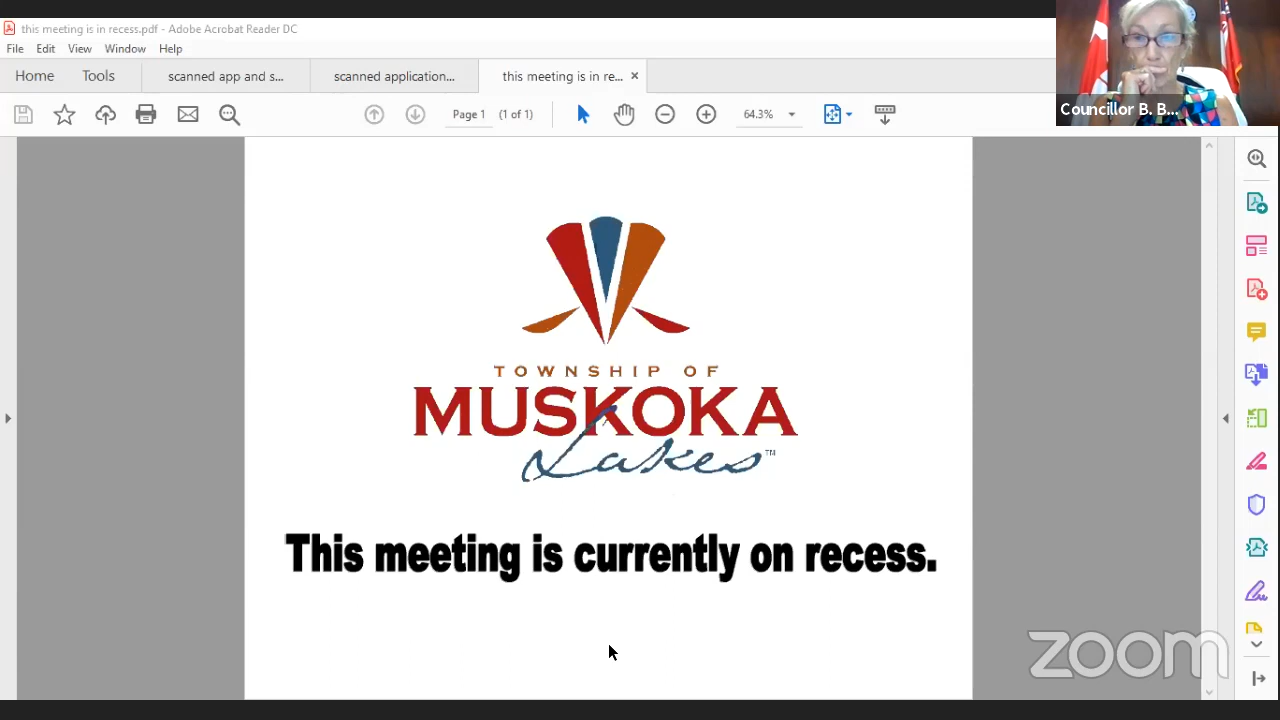 this meeting is in recess.pdf - Adobe Acrobat Reader DC
File Edit View Window Help
Home Tools scanned app and s... scanned application... this meeting is in re... ×
Page 1 (1 of 1) 64.3%
Councillor B. B...
TOWNSHIP OF
MUSKOKA
Lakes™
This meeting is currently on recess.
zoom